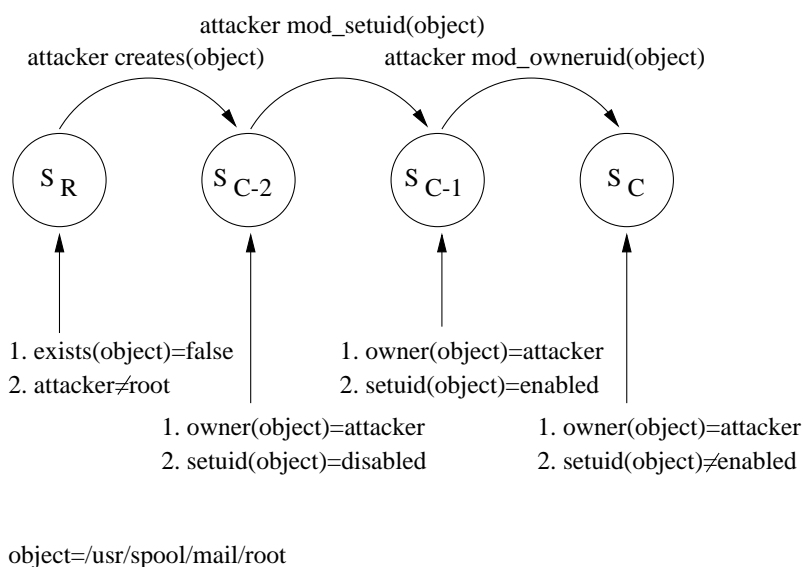 attacker mod_setuid(object)
attacker creates(object)
attacker mod_owneruid(object)
S R
S C-2
S C-1
S C
1. exists(object)=false
2. attacker≠root
1. owner(object)=attacker
2. setuid(object)=enabled
1. owner(object)=attacker
2. setuid(object)=disabled
1. owner(object)=attacker
2. setuid(object)≠enabled
object=/usr/spool/mail/root